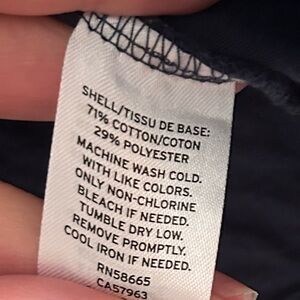 SHELL/TISSU DE BASE:
71% COTTON/COTON
29% POLYESTER
MACHINE WASH COLD.
WITH LIKE COLORS.
ONLY NON-CHLORINE
BLEACH IF NEEDED.
TUMBLE DRY LOW.
REMOVE PROMPTLY.
COOL IRON IF NEEDED.
RN58665
CA57963